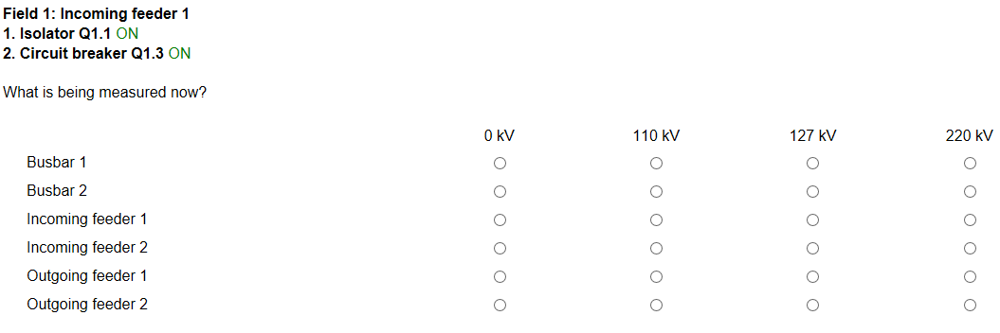 Field 1: Incoming feeder 1
1. Isolator Q1.1 ON
2. Circuit breaker Q1.3 ON
What is being measured now?
0 kV 110 kV 127 kV 220 kV
Busbar 1
Busbar 2
Incoming feeder 1
Incoming feeder 2
Outgoing feeder 1
Outgoing feeder 2